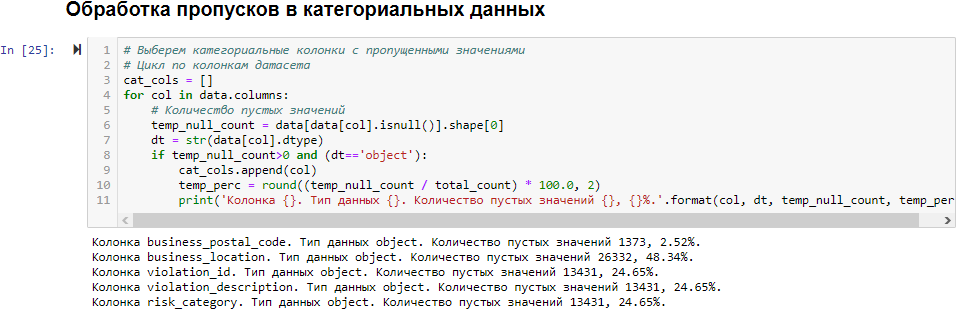 Обработка пропусков в категориальных данных
In [25]:
1 # Выберем категориальные колонки с пропущенными значениями
2 # Цикл по колонкам датасета
3 cat_cols = []
4 for col in data.columns:
5     # Количество пустых значений
6     temp_null_count = data[data[col].isnull()].shape[0]
7     dt = str(data[col].dtype)
8     if temp_null_count>0 and (dt=='object'):
9         cat_cols.append(col)
10         temp_perc = round((temp_null_count / total_count) * 100.0, 2)
11         print('Колонка {}. Тип данных {}. Количество пустых значений {}, {}%.'.format(col, dt, temp_null_count, temp_per
Колонка business_postal_code. Тип данных object. Количество пустых значений 1373, 2.52%.
Колонка business_location. Тип данных object. Количество пустых значений 26332, 48.34%.
Колонка violation_id. Тип данных object. Количество пустых значений 13431, 24.65%.
Колонка violation_description. Тип данных object. Количество пустых значений 13431, 24.65%.
Колонка risk_category. Тип данных object. Количество пустых значений 13431, 24.65%.